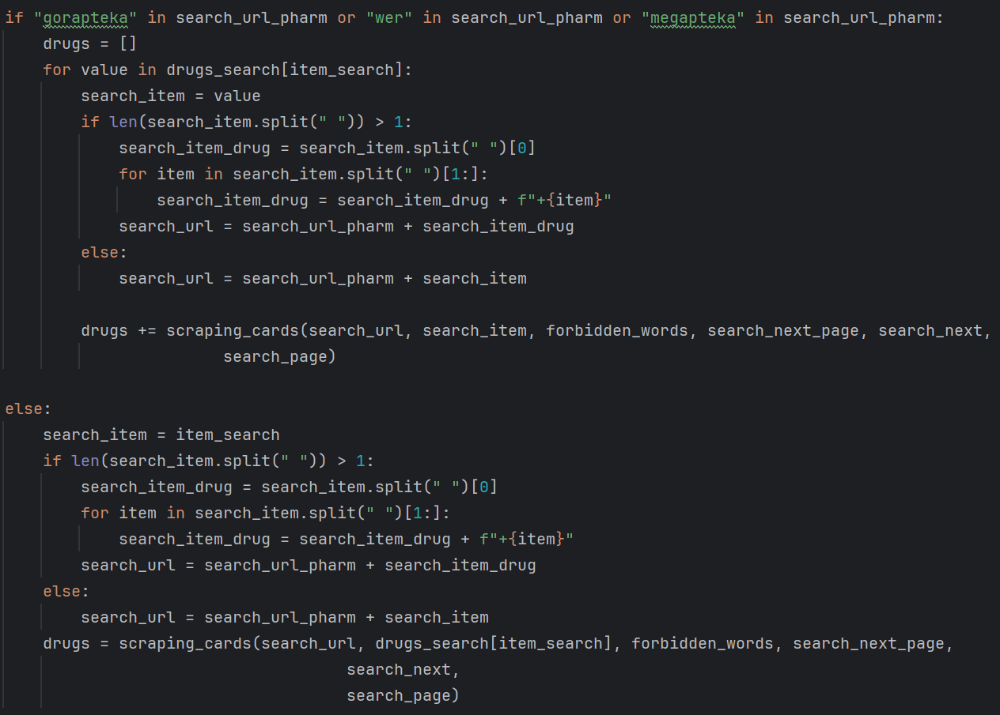 if "gorapteka" in search_url_pharm or "wer" in search_url_pharm or "megapteka" in search_url_pharm:
    drugs = []
    for value in drugs_search[item_search]:
        search_item = value
        if len(search_item.split(" ")) > 1:
            search_item_drug = search_item.split(" ")[0]
            for item in search_item.split(" ")[1:]:
                search_item_drug = search_item_drug + f"+{item}"
            search_url = search_url_pharm + search_item_drug
        else:
            search_url = search_url_pharm + search_item

        drugs += scraping_cards(search_url, search_item, forbidden_words, search_next_page, search_next,
                       search_page)

else:
    search_item = item_search
    if len(search_item.split(" ")) > 1:
        search_item_drug = search_item.split(" ")[0]
        for item in search_item.split(" ")[1:]:
            search_item_drug = search_item_drug + f"+{item}"
        search_url = search_url_pharm + search_item_drug
    else:
        search_url = search_url_pharm + search_item
    drugs = scraping_cards(search_url, drugs_search[item_search], forbidden_words, search_next_page,
                                    search_next,
                                    search_page)